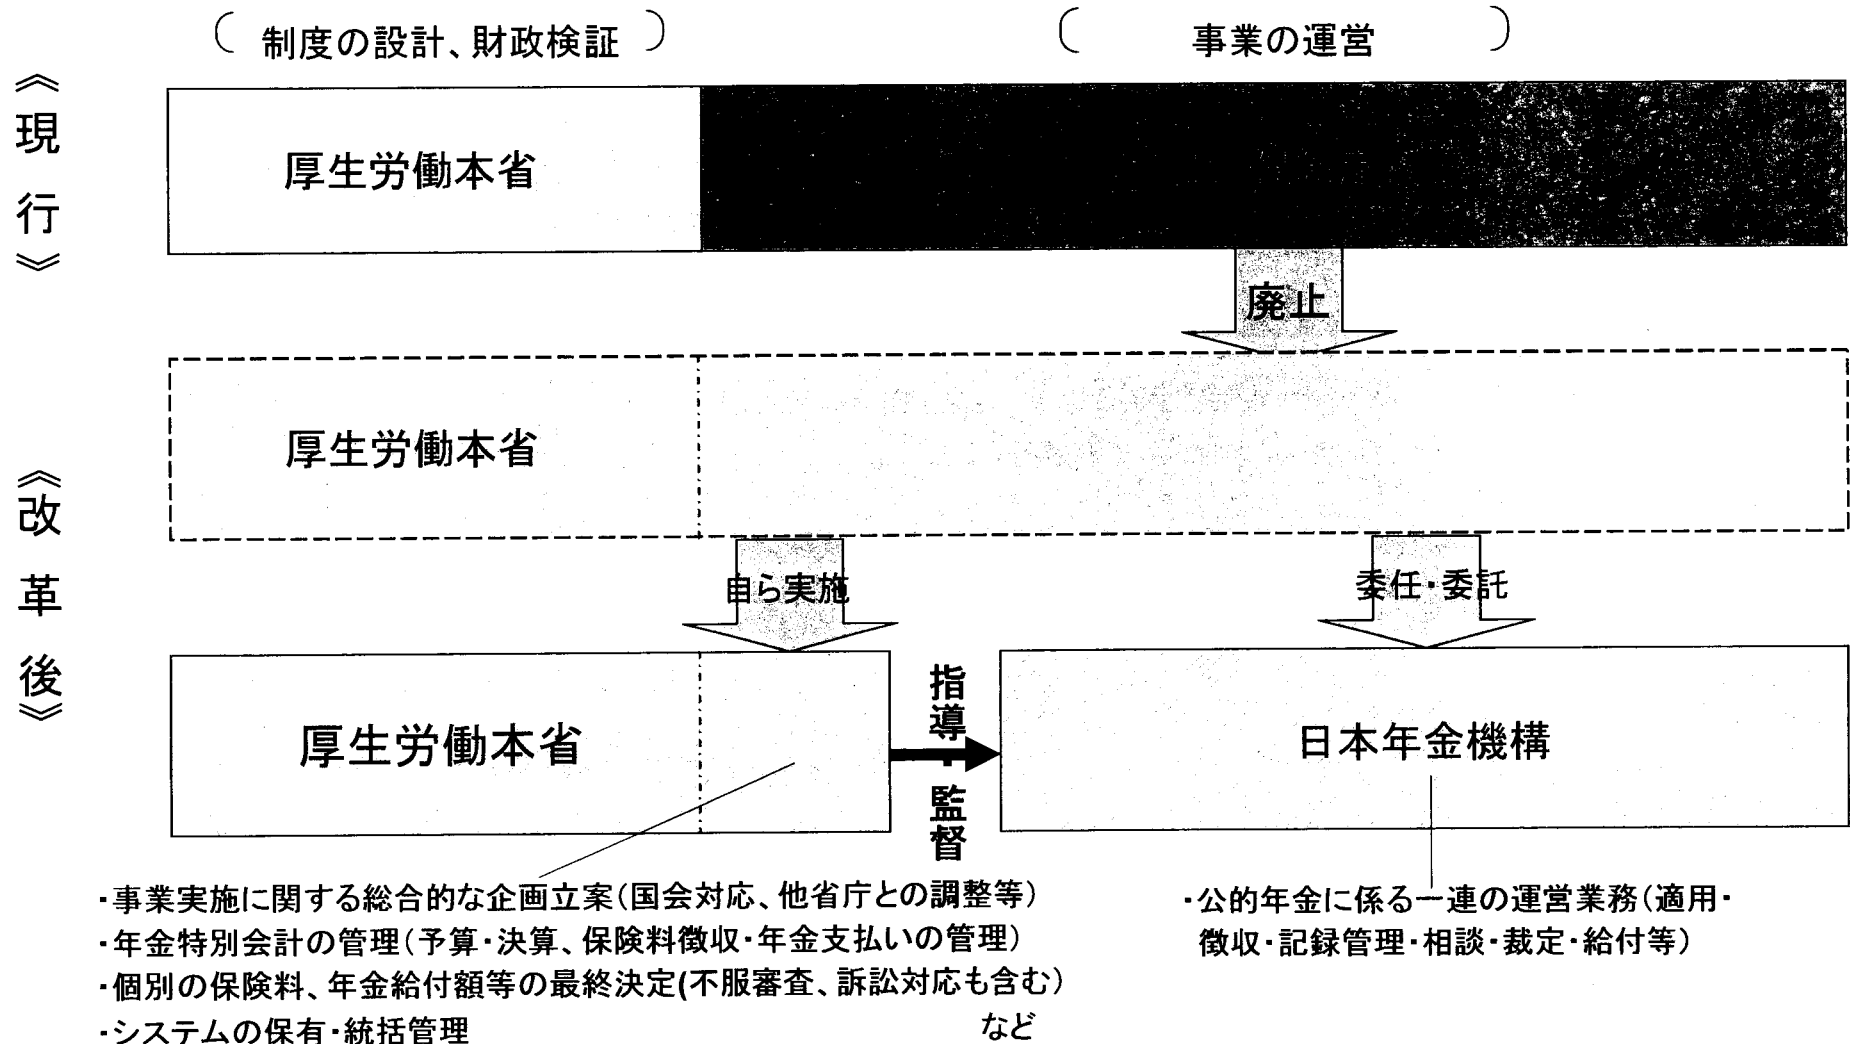 ( 制度の設計、財政検証 )
( 事業の運営 )
《現行》
厚生労働本省
廃止
《改革後》
厚生労働本省
自ら実施
委任・委託
厚生労働本省
指導・監督
日本年金機構
・事業実施に関する総合的な企画立案(国会対応、他省庁との調整等)
・年金特別会計の管理(予算・決算、保険料徴収・年金支払いの管理)
・個別の保険料、年金給付額等の最終決定(不服審査、訴訟対応も含む)
・システムの保有・統括管理 など
・公的年金に係る一連の運営業務(適用・
徴収・記録管理・相談・裁定・給付等)